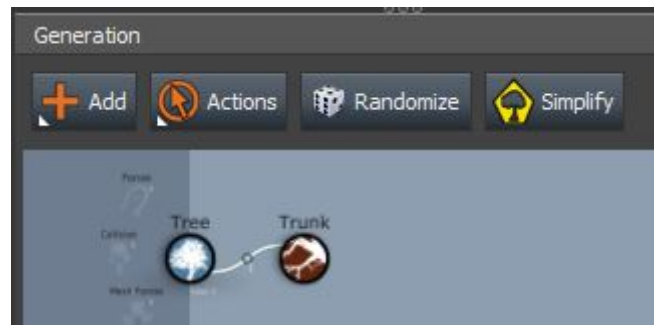 Generation
Add
Actions
Randomize
Simplify
Forces
Tree
Trunk
Collision
Mesh Forces